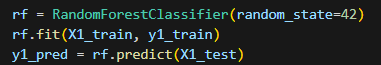 rf = RandomForestClassifier(random_state=42)
rf.fit(X1_train, y1_train)
y1_pred = rf.predict(X1_test)